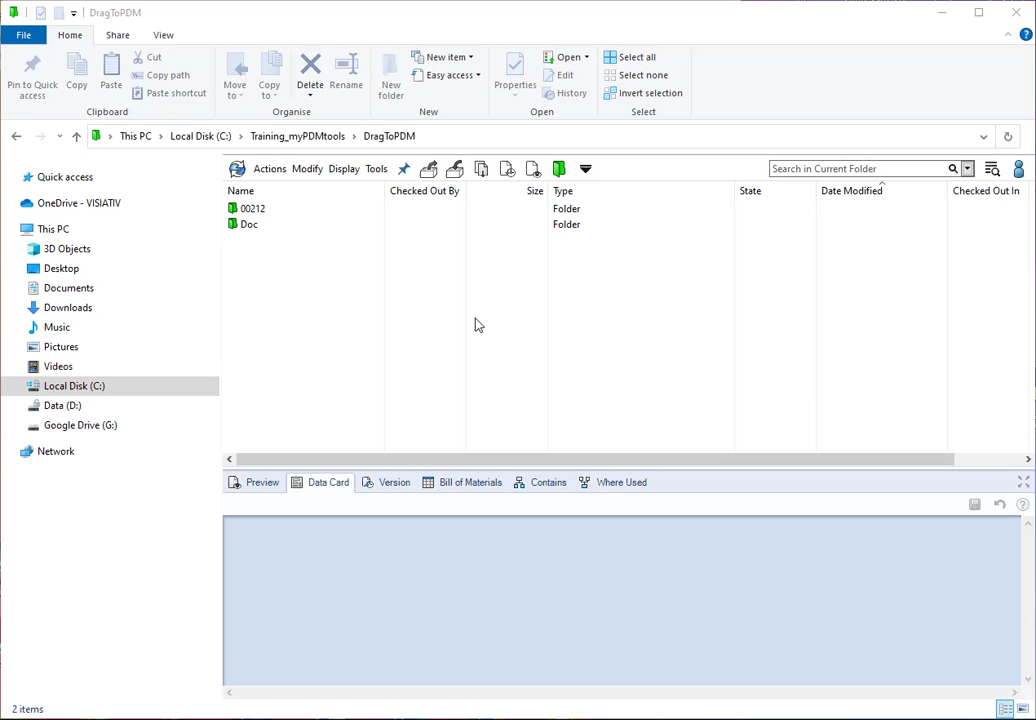 DragToPDM
File Home Share View
Pin to Quick access
Copy
Paste
Cut
Copy path
Paste shortcut
Clipboard
Move to
Copy to
Delete
Rename
Organise
New folder
New item
Easy access
New
Properties
Open
Edit
History
Open
Select all
Select none
Invert selection
Select
This PC Local Disk (C:) Training_myPDMtools DragToPDM
Actions Modify Display Tools
Search in Current Folder
Name Checked Out By Size Type State Date Modified Checked Out In
00212 Folder
Doc Folder
Quick access
OneDrive - VISIATIV
This PC
3D Objects
Desktop
Documents
Downloads
Music
Pictures
Videos
Local Disk (C:)
Data (D:)
Google Drive (G:)
Network
Preview Data Card Version Bill of Materials Contains Where Used
2 items